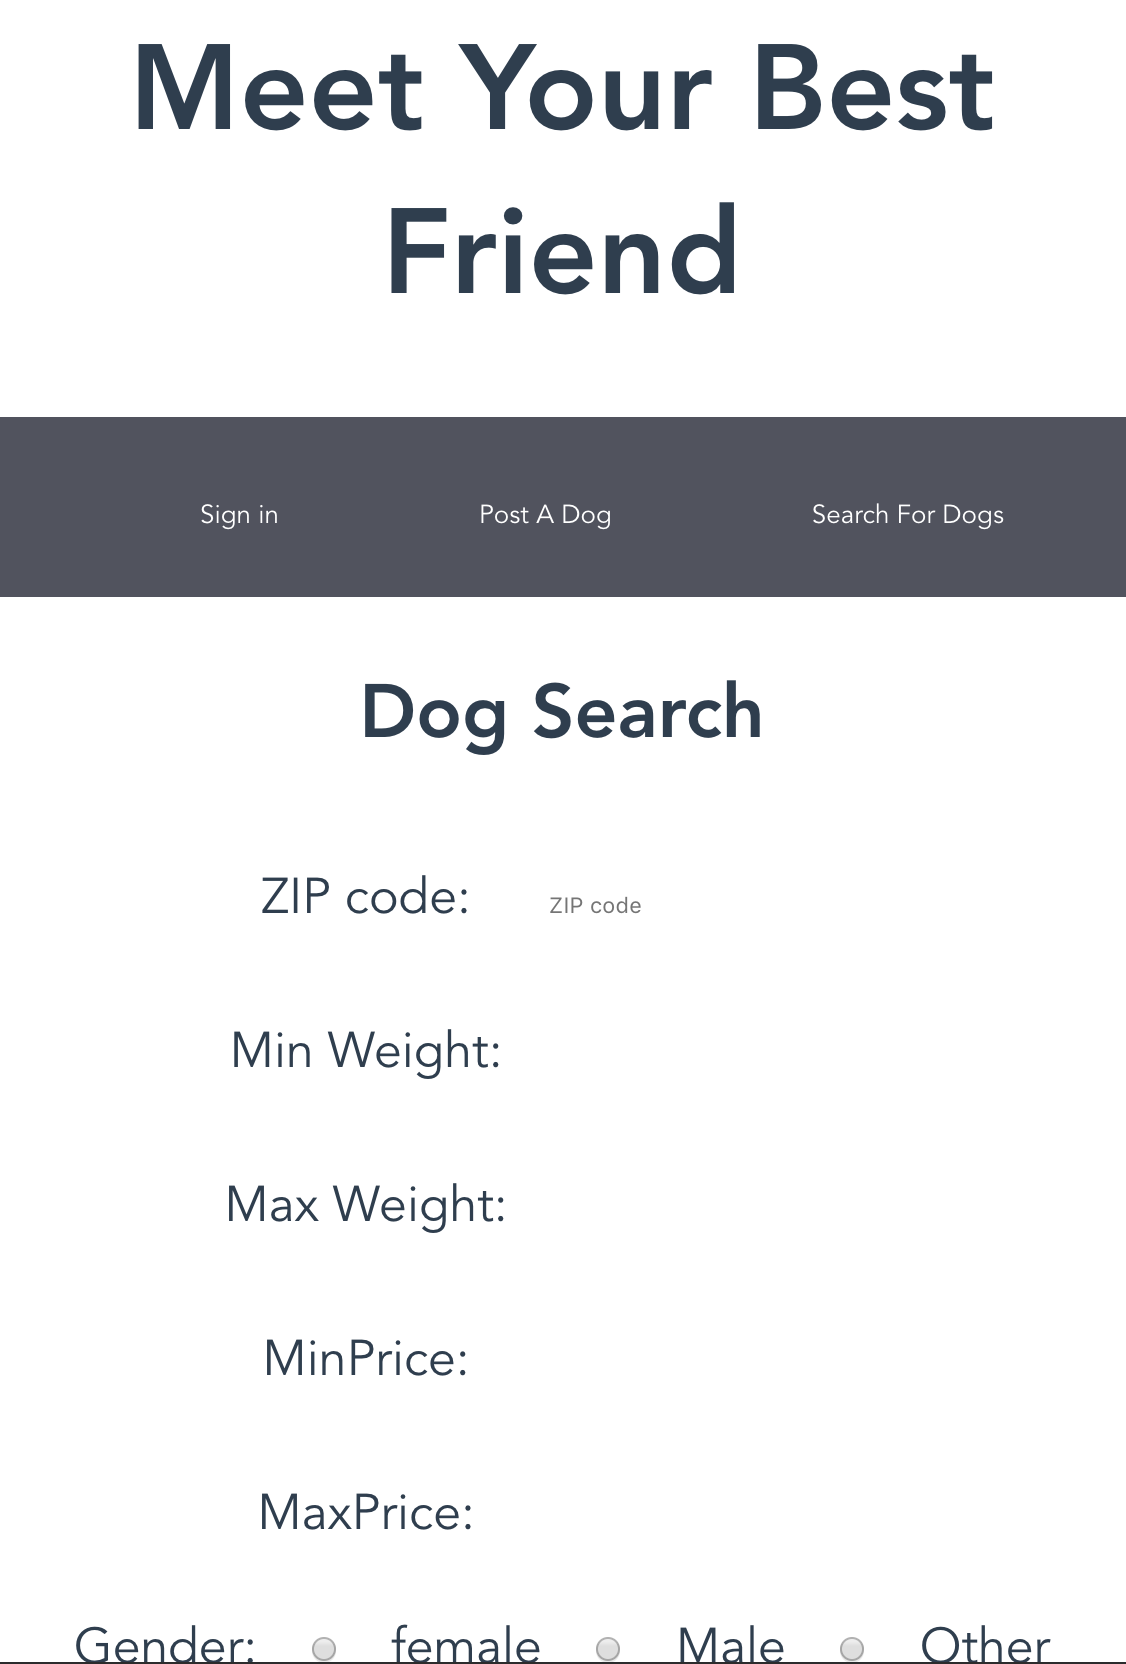 Meet Your Best
Friend
Sign in Post A Dog Search For Dogs
Dog Search
ZIP code: ZIP code
Min Weight:
Max Weight:
MinPrice:
MaxPrice:
Gender: female Male Other